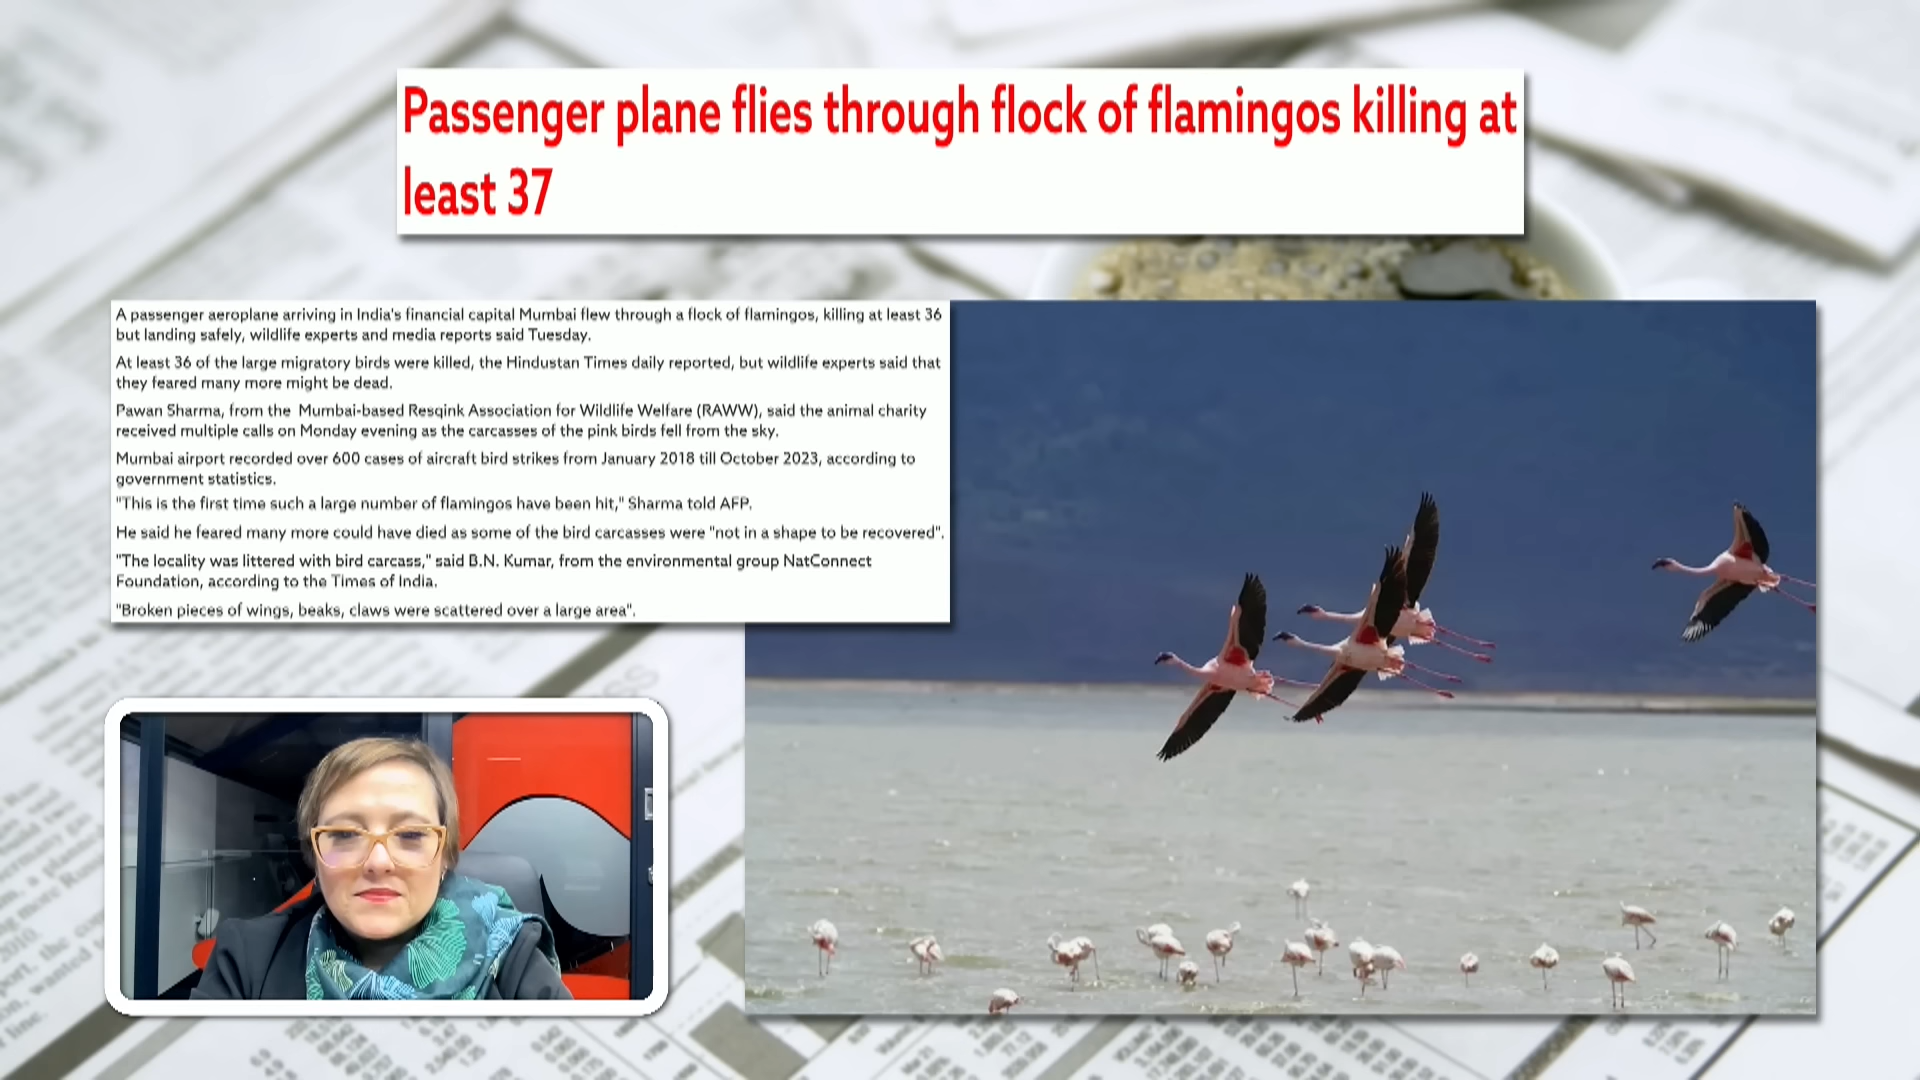 Passenger plane flies through flock of flamingos killing at
least 37
A passenger aeroplane arriving in India's financial capital Mumbai flew through a flock of flamingos, killing at least 36
but landing safely, wildlife experts and media reports said Tuesday.
At least 36 of the large migratory birds were killed, the Hindustan Times daily reported, but wildlife experts said that
they feared many more might be dead.
Pawan Sharma, from the Mumbai-based Resqink Association for Wildlife Welfare (RAWW), said the animal charity
received multiple calls on Monday evening as the carcasses of the pink birds fell from the sky.
Mumbai airport recorded over 600 cases of aircraft bird strikes from January 2018 till October 2023, according to
government statistics.
"This is the first time such a large number of flamingos have been hit," Sharma told AFP.
He said he feared many more could have died as some of the bird carcasses were "not in a shape to be recovered".
"The locality was littered with bird carcass," said B.N. Kumar, from the environmental group NatConnect
Foundation, according to the Times of India.
"Broken pieces of wings, beaks, claws were scattered over a large area".